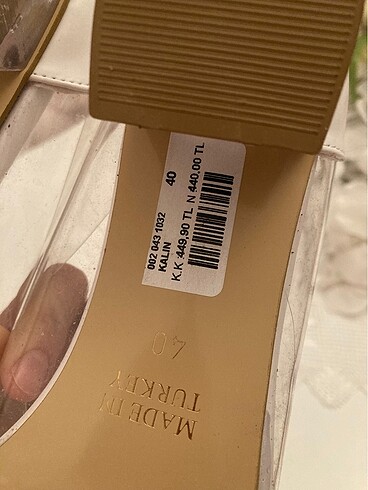 002 043 1032
40
KALIN
K.K :449,90 TL N :440,00 TL
40
MADE IN
TURKEY